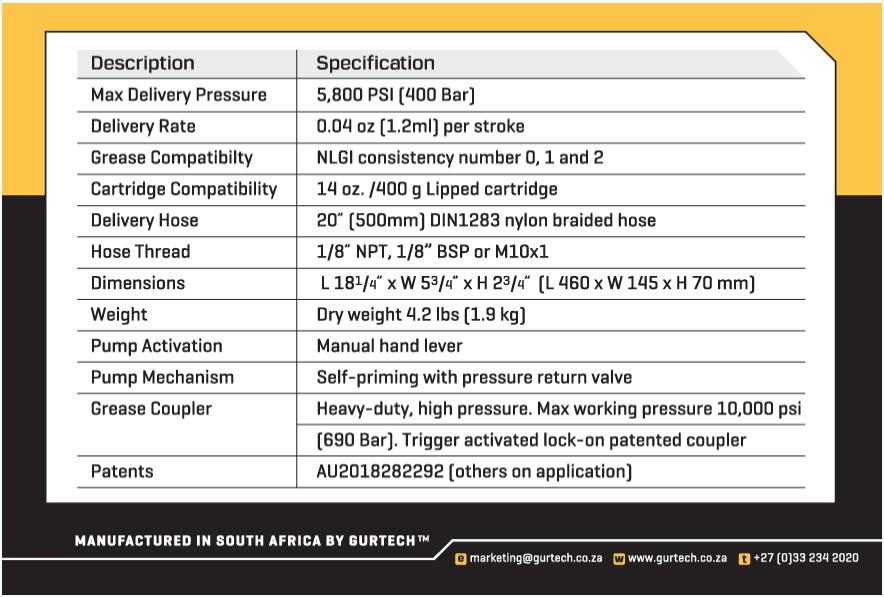 Description Specification
Max Delivery Pressure 5,800 PSI (400 Bar)
Delivery Rate 0.04 oz (1.2ml) per stroke
Grease Compatibilty NLGI consistency number 0, 1 and 2
Cartridge Compatibility 14 oz. /400 g Lipped cartridge
Delivery Hose 20" (500mm) DIN1283 nylon braided hose
Hose Thread 1/8" NPT, 1/8” BSP or M10x1
Dimensions L 18¹/₄" x W 5³/₄" x H 2³/₄" (L 460 x W 145 x H 70 mm)
Weight Dry weight 4.2 lbs (1.9 kg)
Pump Activation Manual hand lever
Pump Mechanism Self-priming with pressure return valve
Grease Coupler Heavy-duty, high pressure. Max working pressure 10,000 psi
(690 Bar). Trigger activated lock-on patented coupler
Patents AU2018282292 (others on application)
MANUFACTURED IN SOUTH AFRICA BY GURTECH™
e marketing@gurtech.co.za w www.gurtech.co.za t +27 (0)33 234 2020